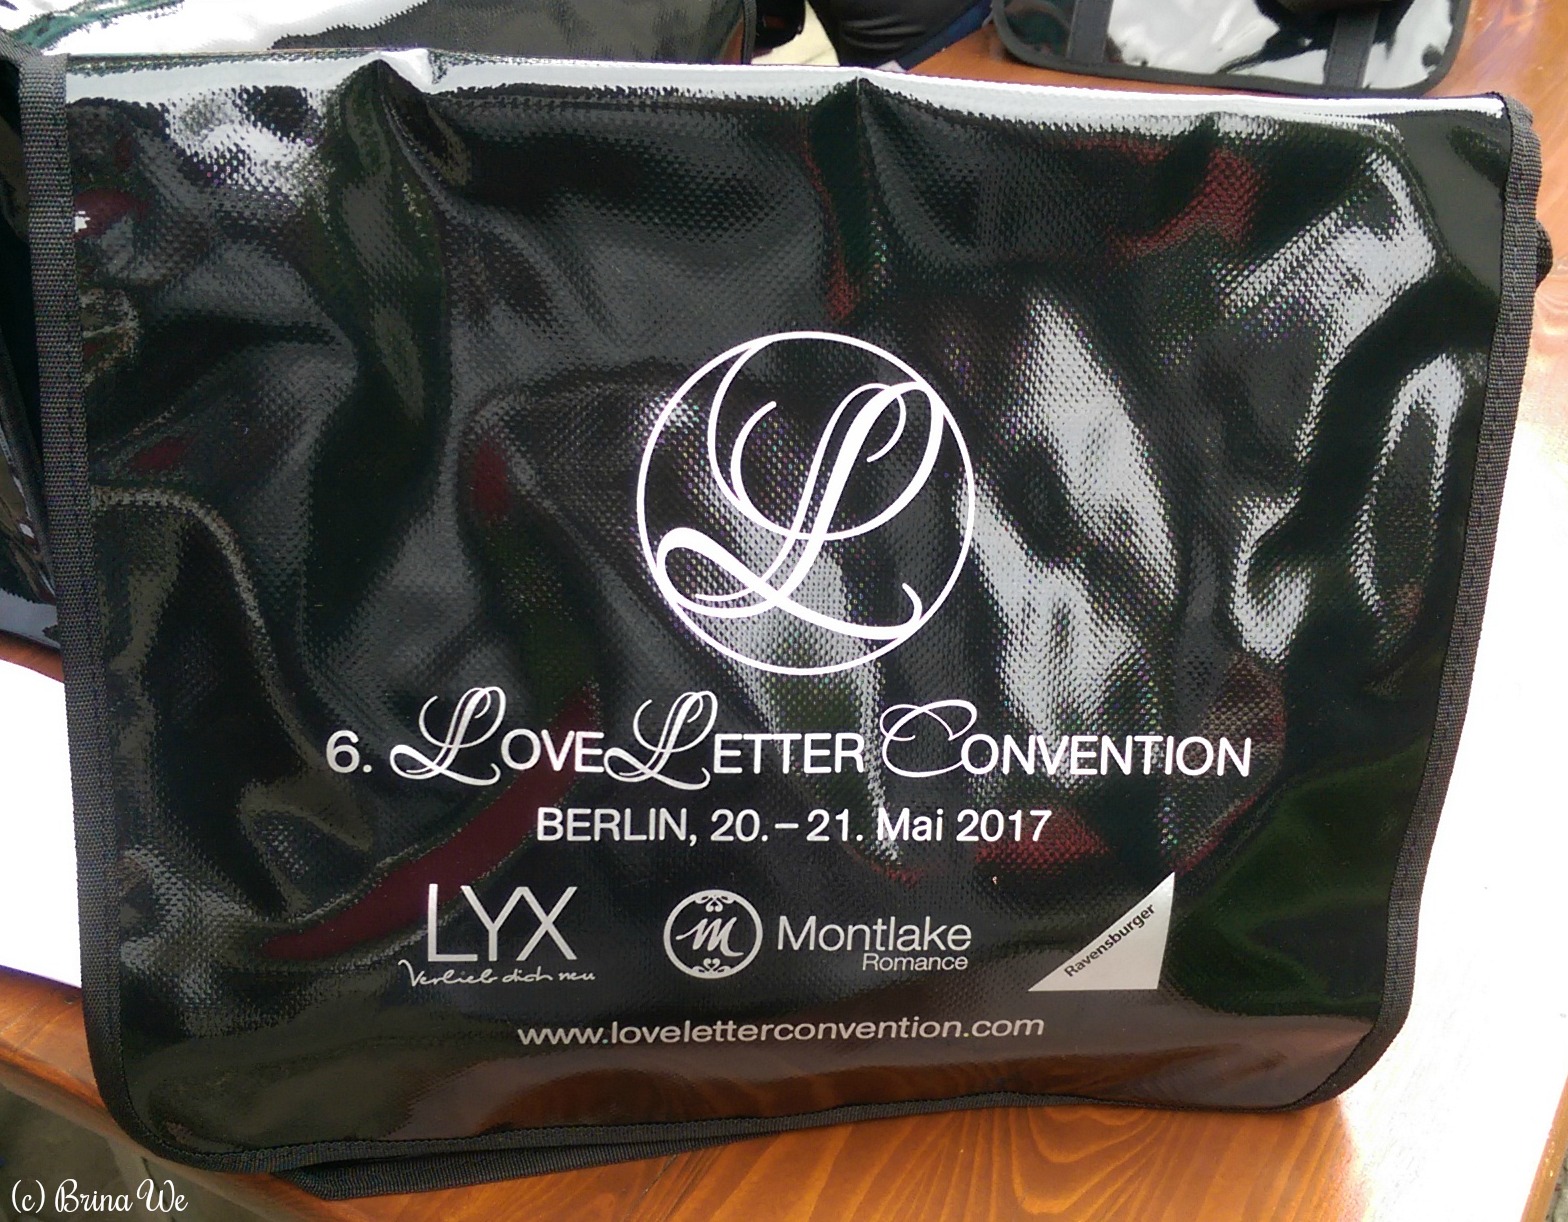 L
6. LOVELETTER CONVENTION
BERLIN, 20.–21. Mai 2017
LYX
Verlieb dich neu
m
Montlake
Romance
Ravensburger
www.loveletterconvention.com
(c) Brina We